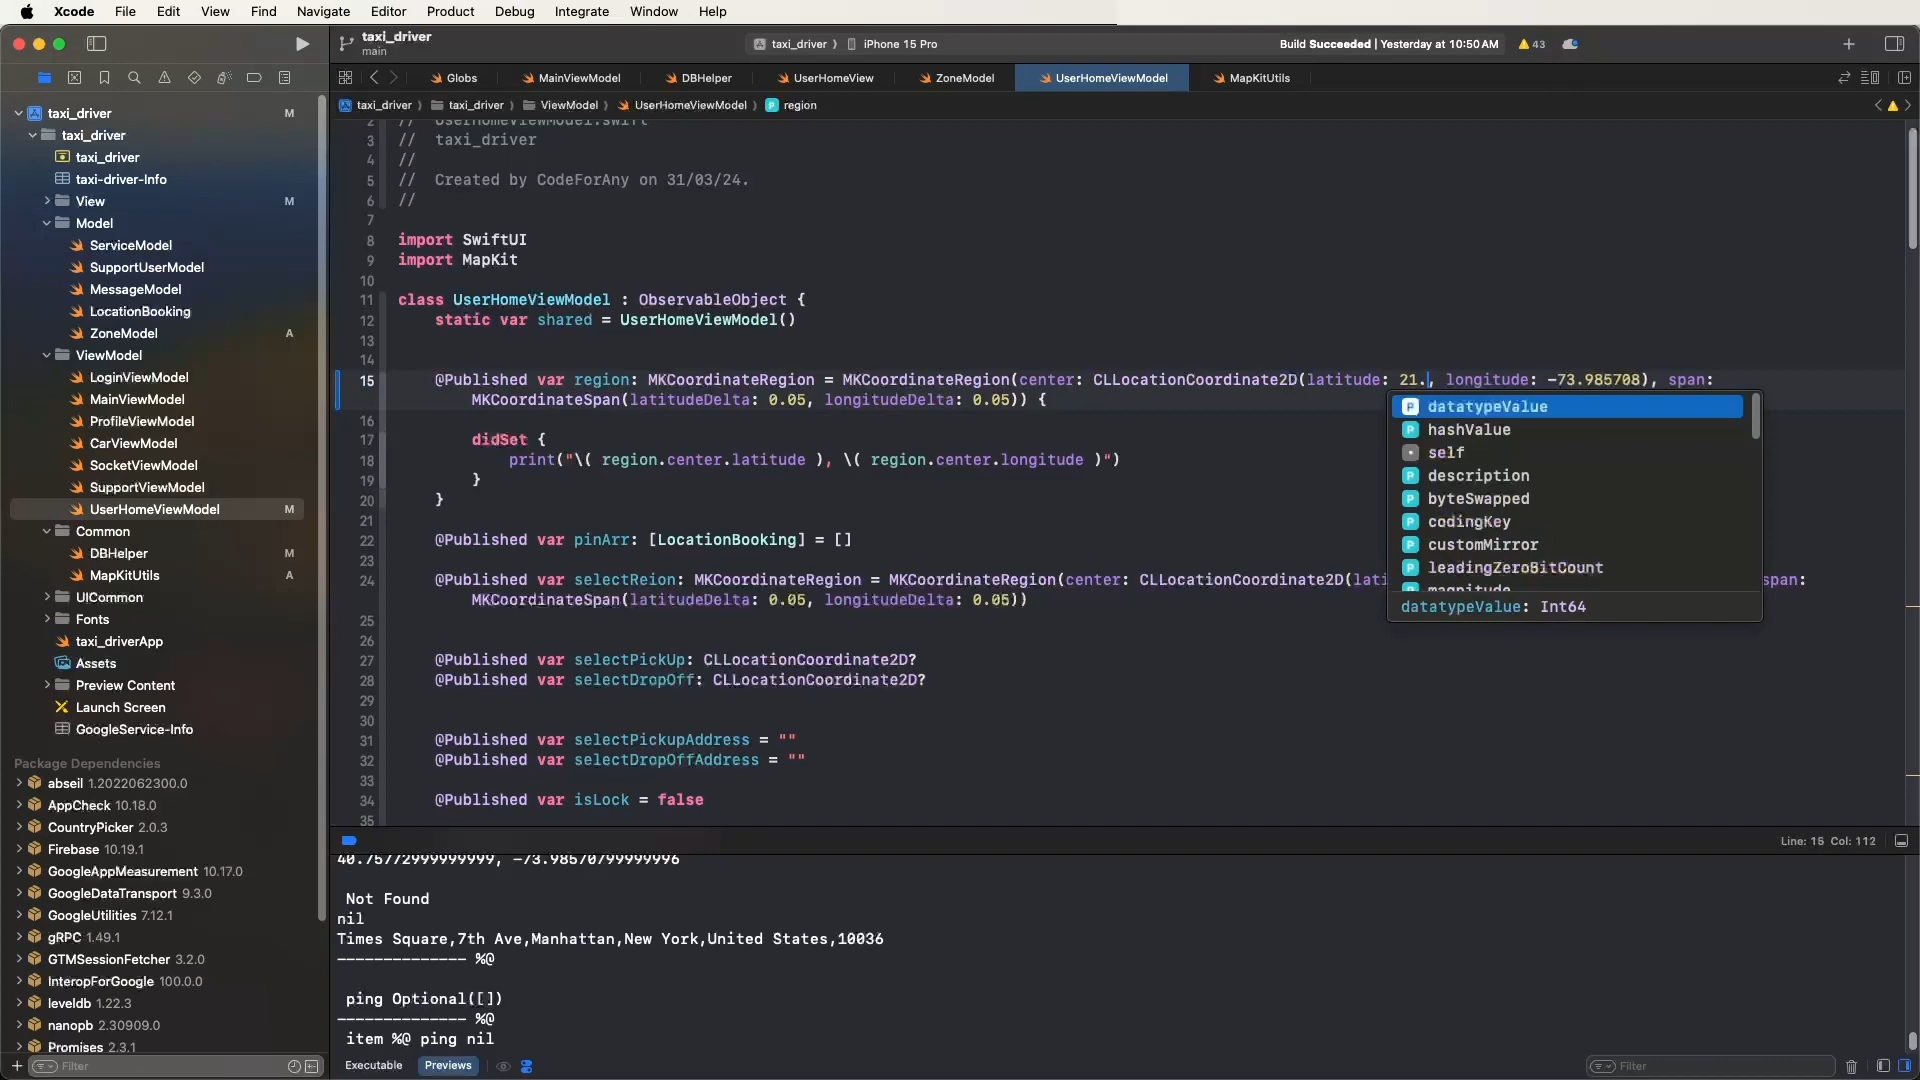 Xcode File Edit View Find Navigate Editor Product Debug Integrate Window Help
taxi_driver
main
taxi_driver iPhone 15 Pro
Build Succeeded | Yesterday at 10:50 AM 43
Globs MainViewModel DBHelper UserHomeView ZoneModel UserHomeViewModel MapKitUtils
taxi_driver taxi_driver ViewModel UserHomeViewModel P region
taxi_driver M
taxi_driver
taxi_driver
taxi-driver-Info
View M
Model
ServiceModel
SupportUserModel
MessageModel
LocationBooking
ZoneModel A
ViewModel
LoginViewModel
MainViewModel
ProfileViewModel
CarViewModel
SocketViewModel
SupportViewModel
UserHomeViewModel M
Common
DBHelper M
MapKitUtils A
UICommon
Fonts
taxi_driverApp
Assets
Preview Content
Launch Screen
GoogleService-Info
Package Dependencies
abseil 1.2022062300.0
AppCheck 10.18.0
CountryPicker 2.0.3
Firebase 10.19.1
GoogleAppMeasurement 10.17.0
GoogleDataTransport 9.3.0
GoogleUtilities 7.12.1
gRPC 1.49.1
GTMSessionFetcher 3.2.0
InteropForGoogle 100.0.0
leveldb 1.22.3
nanopb 2.30909.0
Promises 2.3.1
Filter
2 // UserHomeViewModel.swift
3 // taxi_driver
4 //
5 // Created by CodeForAny on 31/03/24.
6 //
7
8 import SwiftUI
9 import MapKit
10
11 class UserHomeViewModel : ObservableObject {
12 static var shared = UserHomeViewModel()
13
14
15 @Published var region: MKCoordinateRegion = MKCoordinateRegion(center: CLLocationCoordinate2D(latitude: 21., longitude: -73.985708), span:
MKCoordinateSpan(latitudeDelta: 0.05, longitudeDelta: 0.05)) {
16
17 didSet {
18 print("\( region.center.latitude ), \( region.center.longitude )")
19 }
20 }
21
22 @Published var pinArr: [LocationBooking] = []
23
24 @Published var selectReion: MKCoordinateRegion = MKCoordinateRegion(center: CLLocationCoordinate2D(lati span:
MKCoordinateSpan(latitudeDelta: 0.05, longitudeDelta: 0.05))
25
26
27 @Published var selectPickUp: CLLocationCoordinate2D?
28 @Published var selectDropOff: CLLocationCoordinate2D?
29
30
31 @Published var selectPickupAddress = ""
32 @Published var selectDropOffAddress = ""
33
34 @Published var isLock = false
35
P datatypeValue
P hashValue
self
P description
P byteSwapped
P codingKey
P customMirror
P leadingZeroBitCount
P magnitude
datatypeValue: Int64
Line: 15 Col: 112
40.75772999999999, -73.98570799999996
Not Found
nil
Times Square,7th Ave,Manhattan,New York,United States,10036
-------------- %@
ping Optional([])
-------------- %@
item %@ ping nil
Executable Previews Filter